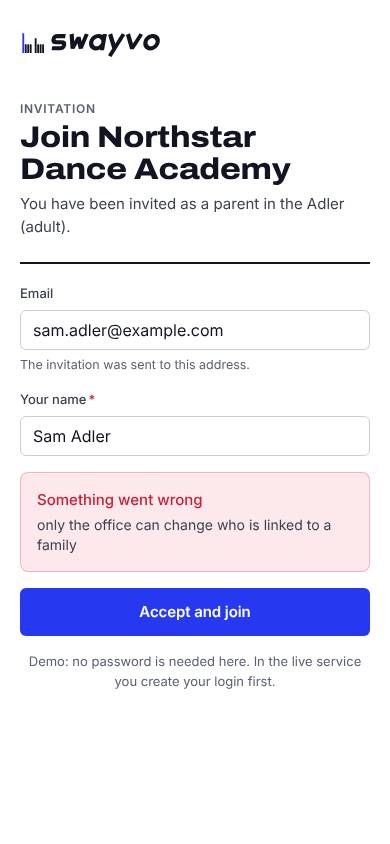 swayvo
INVITATION
Join Northstar
Dance Academy
You have been invited as a parent in the Adler
(adult).
Email
sam.adler@example.com
The invitation was sent to this address.
Your name *
Sam Adler
Something went wrong
only the office can change who is linked to a
family
Accept and join
Demo: no password is needed here. In the live service
you create your login first.